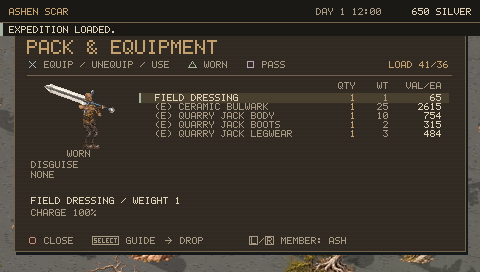 ASHEN SCAR DAY 1 12:00 650 SILVER
EXPEDITION LOADED.
PACK & EQUIPMENT
EQUIP / UNEQUIP / USE WORN PASS LOAD 41/36
QTY WT VAL/EA
FIELD DRESSING 1 1 65
(E) CERAMIC BULWARK 1 25 2615
(E) QUARRY JACK BODY 1 10 754
(E) QUARRY JACK BOOTS 1 2 315
(E) QUARRY JACK LEGWEAR 1 3 484
WORN
DISGUISE
NONE
FIELD DRESSING / WEIGHT 1
CHARGE 100%
CLOSE SELECT GUIDE → DROP L/R MEMBER: ASH